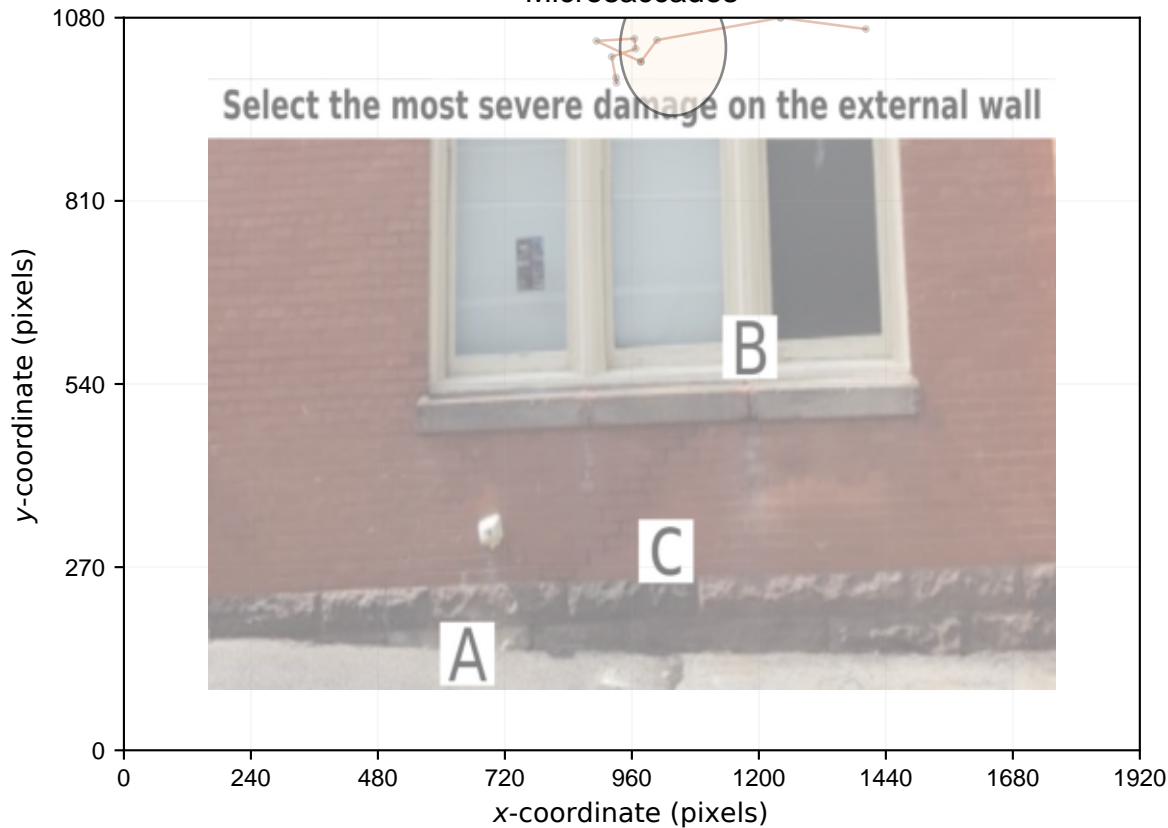 Microsaccades
1080
810
540
270
0
y-coordinate (pixels)
Select the most severe damage on the external wall
B
C
A
0 240 480 720 960 1200 1440 1680 1920
x-coordinate (pixels)